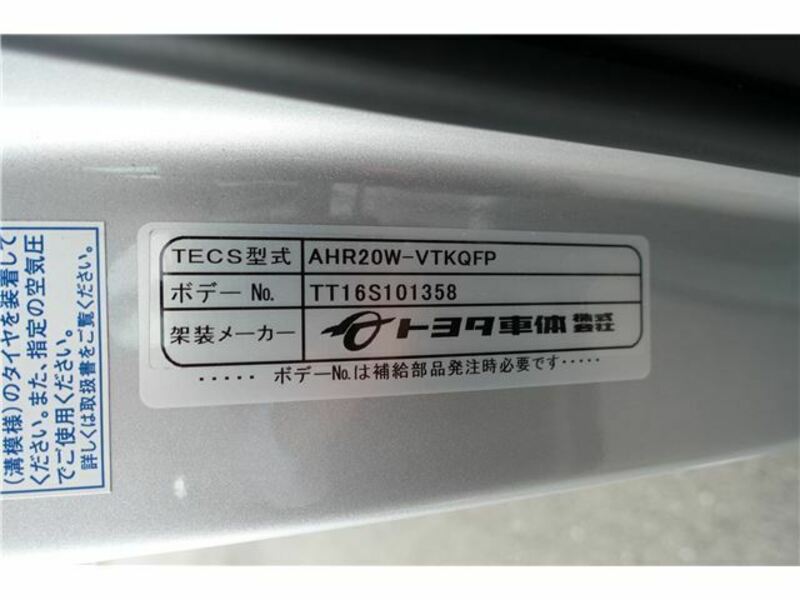 TECS型式 AHR20W-VTKQFP
ボデー No. TT16S101358
架装メーカー トヨタ車体 株式会社
・・・・・ ボデーNo.は補給部品発注時必要です・・・・・
(溝模様)のタイヤを装着して
ください。また、指定の空気圧
でご使用ください。
詳しくは取扱書をご覧ください。